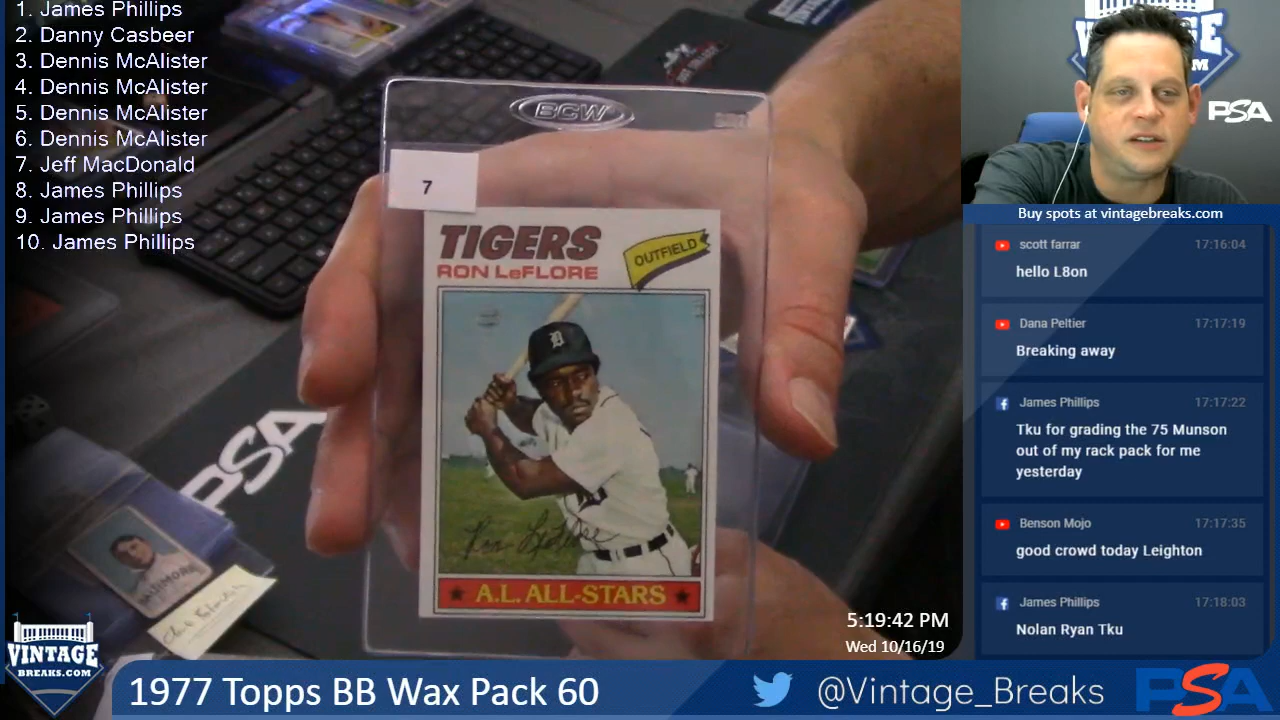 1. James Phillips
2. Danny Casbeer
3. Dennis McAlister
4. Dennis McAlister
5. Dennis McAlister
6. Dennis McAlister
7. Jeff MacDonald
8. James Phillips
9. James Phillips
10. James Phillips
BCW
7
TIGERS
RON LeFLORE
OUTFIELD
D
Ron LeFlore
A.L. ALL-STARS
PSA
5:19:42 PM
Wed 10/16/19
PSA
Buy spots at vintagebreaks.com
scott farrar 17:16:04
hello L8on
Dana Peltier 17:17:19
Breaking away
James Phillips 17:17:22
Tku for grading the 75 Munson
out of my rack pack for me
yesterday
Benson Mojo 17:17:35
good crowd today Leighton
James Phillips 17:18:03
Nolan Ryan Tku
VINTAGE
BREAKS.COM
1977 Topps BB Wax Pack 60
@Vintage_Breaks
PSA